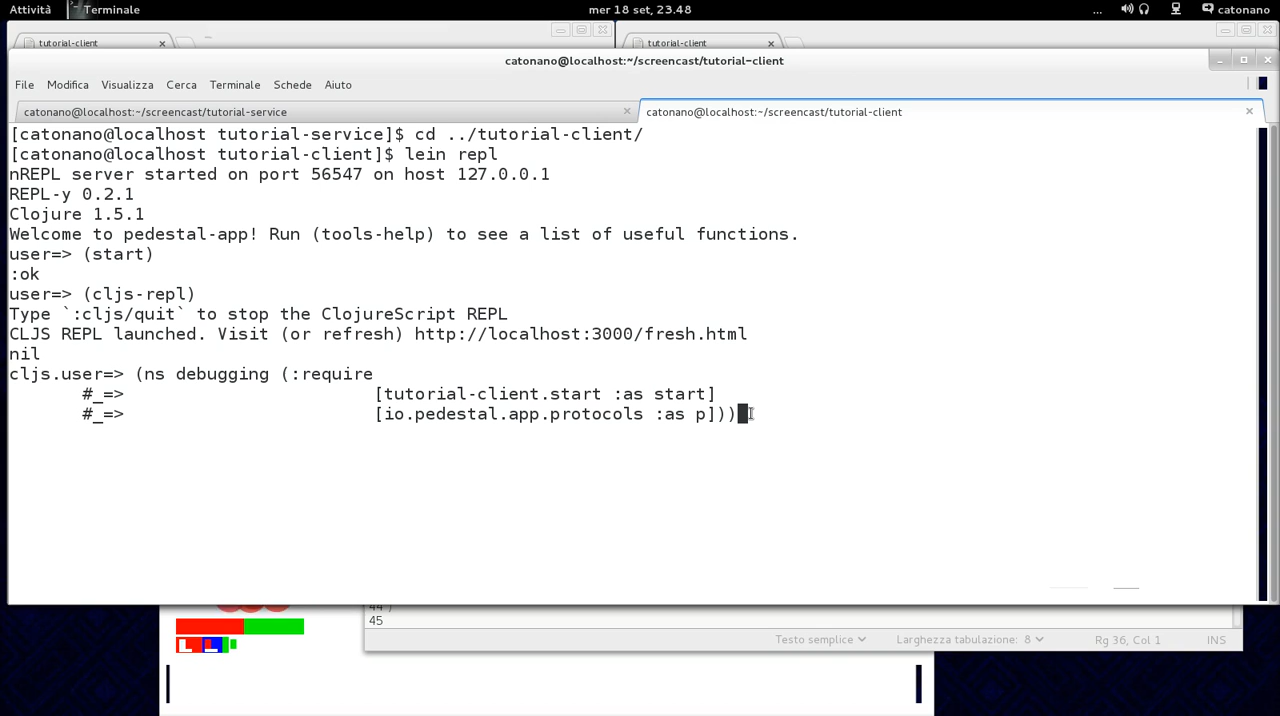 Attività Terminale mer 18 set, 23.48 ... catonano
tutorial-client tutorial-client
catonano@localhost:~/screencast/tutorial-client
File Modifica Visualizza Cerca Terminale Schede Aiuto
catonano@localhost:~/screencast/tutorial-service catonano@localhost:~/screencast/tutorial-client
[catonano@localhost tutorial-service]$ cd ../tutorial-client/
[catonano@localhost tutorial-client]$ lein repl
nREPL server started on port 56547 on host 127.0.0.1
REPL-y 0.2.1
Clojure 1.5.1
Welcome to pedestal-app! Run (tools-help) to see a list of useful functions.
user=> (start)
:ok
user=> (cljs-repl)
Type `:cljs/quit` to stop the ClojureScript REPL
CLJS REPL launched. Visit (or refresh) http://localhost:3000/fresh.html
nil
cljs.user=> (ns debugging (:require
#_=> [tutorial-client.start :as start]
#_=> [io.pedestal.app.protocols :as p]))
44 )
45
Testo semplice Larghezza tabulazione: 8 Rg 36, Col 1 INS